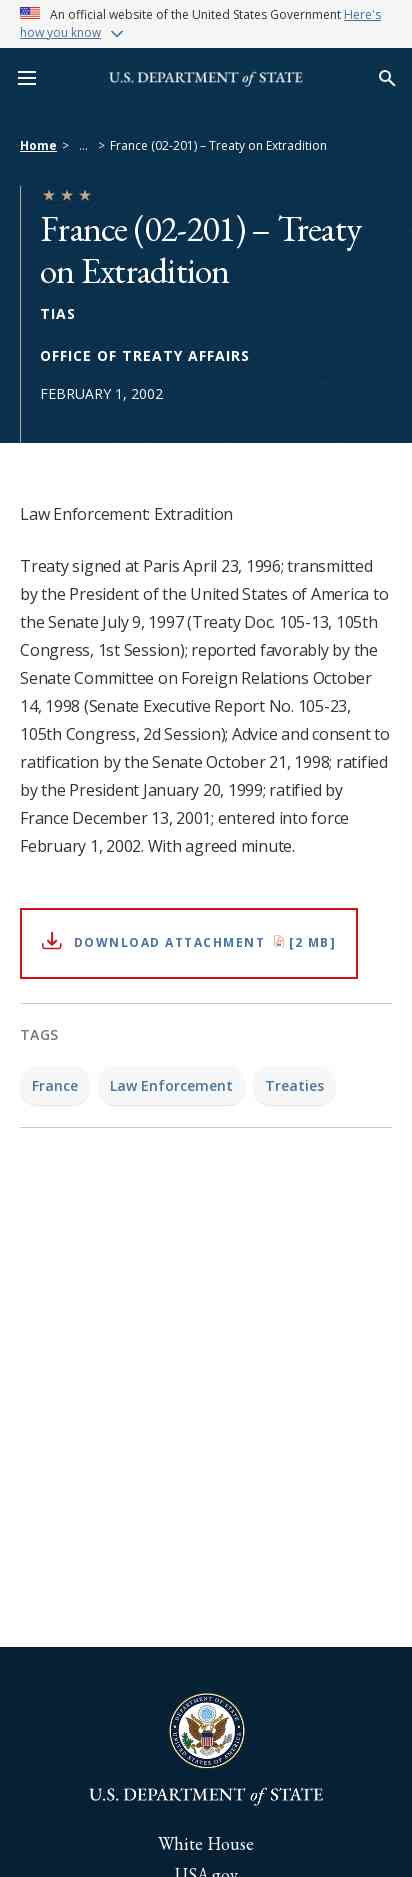 An official website of the United States Government Here's
how you know
U.S. DEPARTMENT of STATE
Home > ... > France (02-201) – Treaty on Extradition
France (02-201) – Treaty
on Extradition
TIAS
OFFICE OF TREATY AFFAIRS
FEBRUARY 1, 2002
Law Enforcement: Extradition
Treaty signed at Paris April 23, 1996; transmitted
by the President of the United States of America to
the Senate July 9, 1997 (Treaty Doc. 105-13, 105th
Congress, 1st Session); reported favorably by the
Senate Committee on Foreign Relations October
14, 1998 (Senate Executive Report No. 105-23,
105th Congress, 2d Session); Advice and consent to
ratification by the Senate October 21, 1998; ratified
by the President January 20, 1999; ratified by
France December 13, 2001; entered into force
February 1, 2002. With agreed minute.
DOWNLOAD ATTACHMENT [2 MB]
TAGS
France Law Enforcement Treaties
DEPARTMENT OF STATE
UNITED STATES OF AMERICA
U.S. DEPARTMENT of STATE
White House
USA.gov